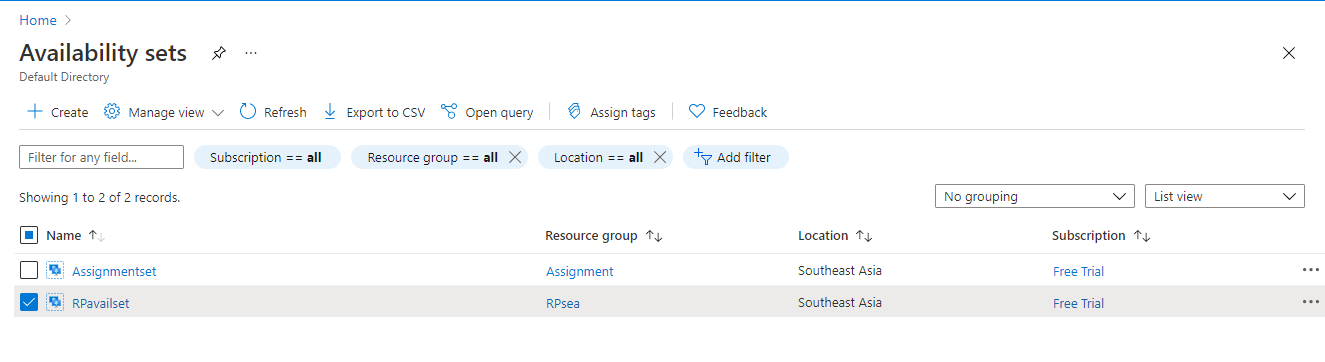 Home
Availability sets
Default Directory
Create Manage view Refresh Export to CSV Open query Assign tags Feedback
Filter for any field... Subscription == all Resource group == all Location == all Add filter
Showing 1 to 2 of 2 records. No grouping List view
Name Resource group Location Subscription
Assignmentset Assignment Southeast Asia Free Trial
RPavailset RPsea Southeast Asia Free Trial